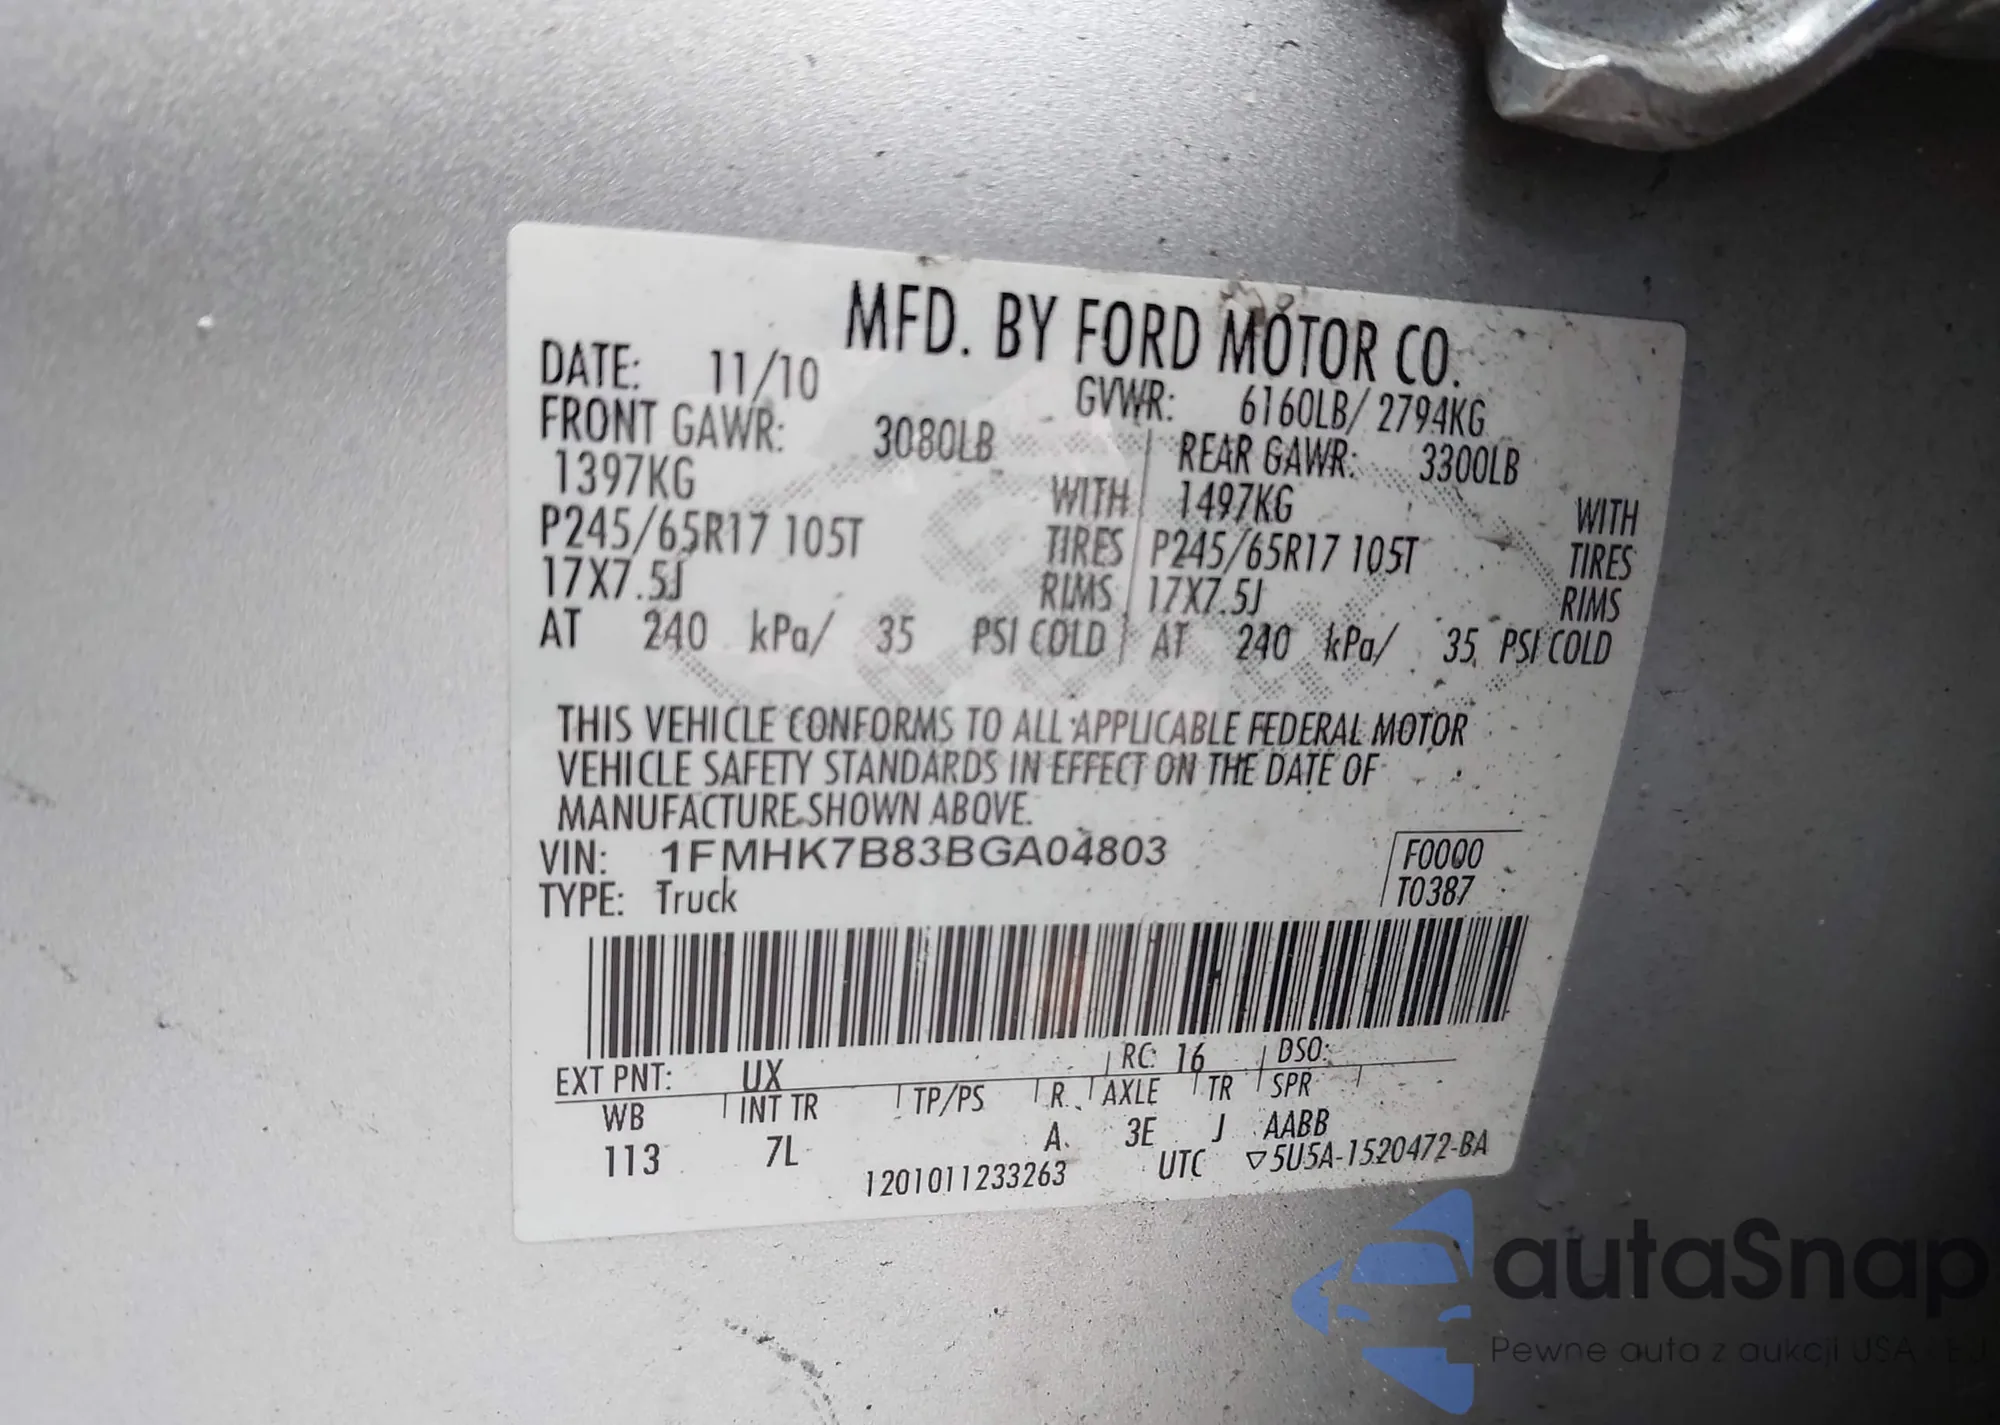 MFD. BY FORD MOTOR CO.
DATE: 11/10 GVWR: 6160LB/ 2794KG
FRONT GAWR: 3080LB REAR GAWR: 3300LB
1397KG WITH 1497KG WITH
P245/65R17 105T TIRES P245/65R17 105T TIRES
17X7.5J RIMS 17X7.5J RIMS
AT 240 kPa/ 35 PSI COLD AT 240 kPa/ 35 PSI COLD
THIS VEHICLE CONFORMS TO ALL APPLICABLE FEDERAL MOTOR
VEHICLE SAFETY STANDARDS IN EFFECT ON THE DATE OF
MANUFACTURE SHOWN ABOVE.
VIN: 1FMHK7B83BGA04803 F0000
TYPE: Truck T0387
EXT PNT: UX RC: 16 DSO:
WB INT TR TP/PS R AXLE TR SPR
113 7L A 3E J AABB
1201011233263 UTC ▽5U5A-1520472-BA
autaSnap
Pewne auta z aukcji USA - EU